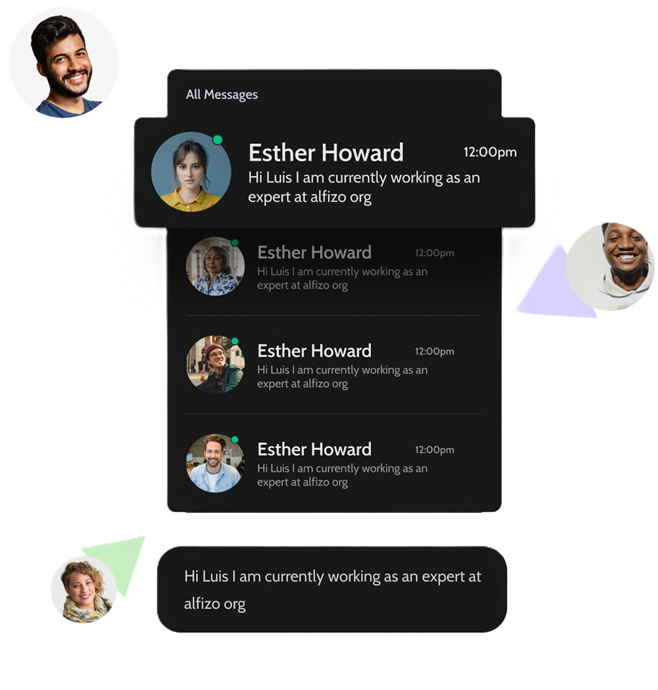 All Messages
Esther Howard 12:00pm
Hi Luis I am currently working as an
expert at alfizo org
Esther Howard 12:00pm
Hi Luis I am currently working as an
expert at alfizo org
Esther Howard 12:00pm
Hi Luis I am currently working as an
expert at alfizo org
Esther Howard 12:00pm
Hi Luis I am currently working as an
expert at alfizo org
Hi Luis I am currently working as an expert at
alfizo org